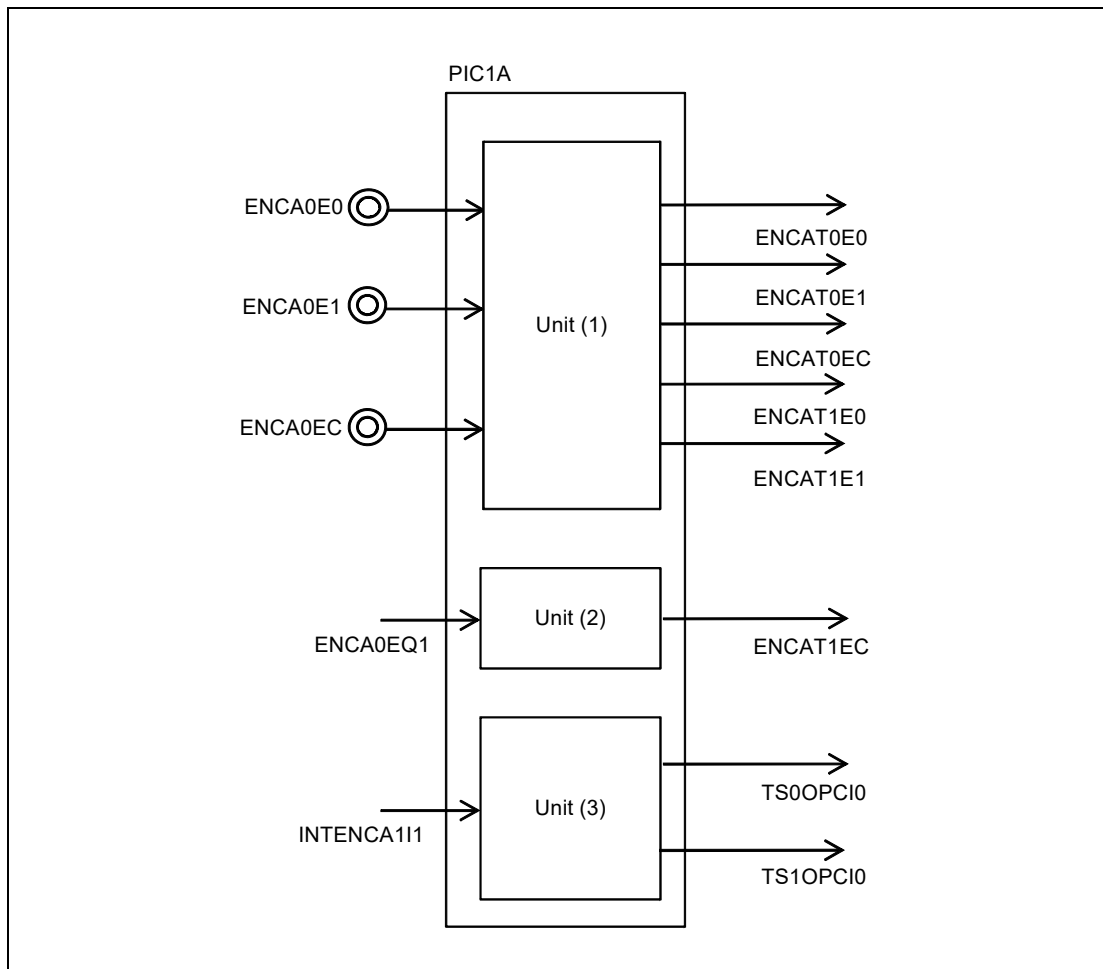 PIC1A
ENCA0E0
ENCAT0E0
ENCA0E1
ENCAT0E1
Unit (1)
ENCAT0EC
ENCAT1E0
ENCA0EC
ENCAT1E1
Unit (2)
ENCA0EQ1
ENCAT1EC
TS0OPCI0
Unit (3)
INTENCA1I1
TS1OPCI0